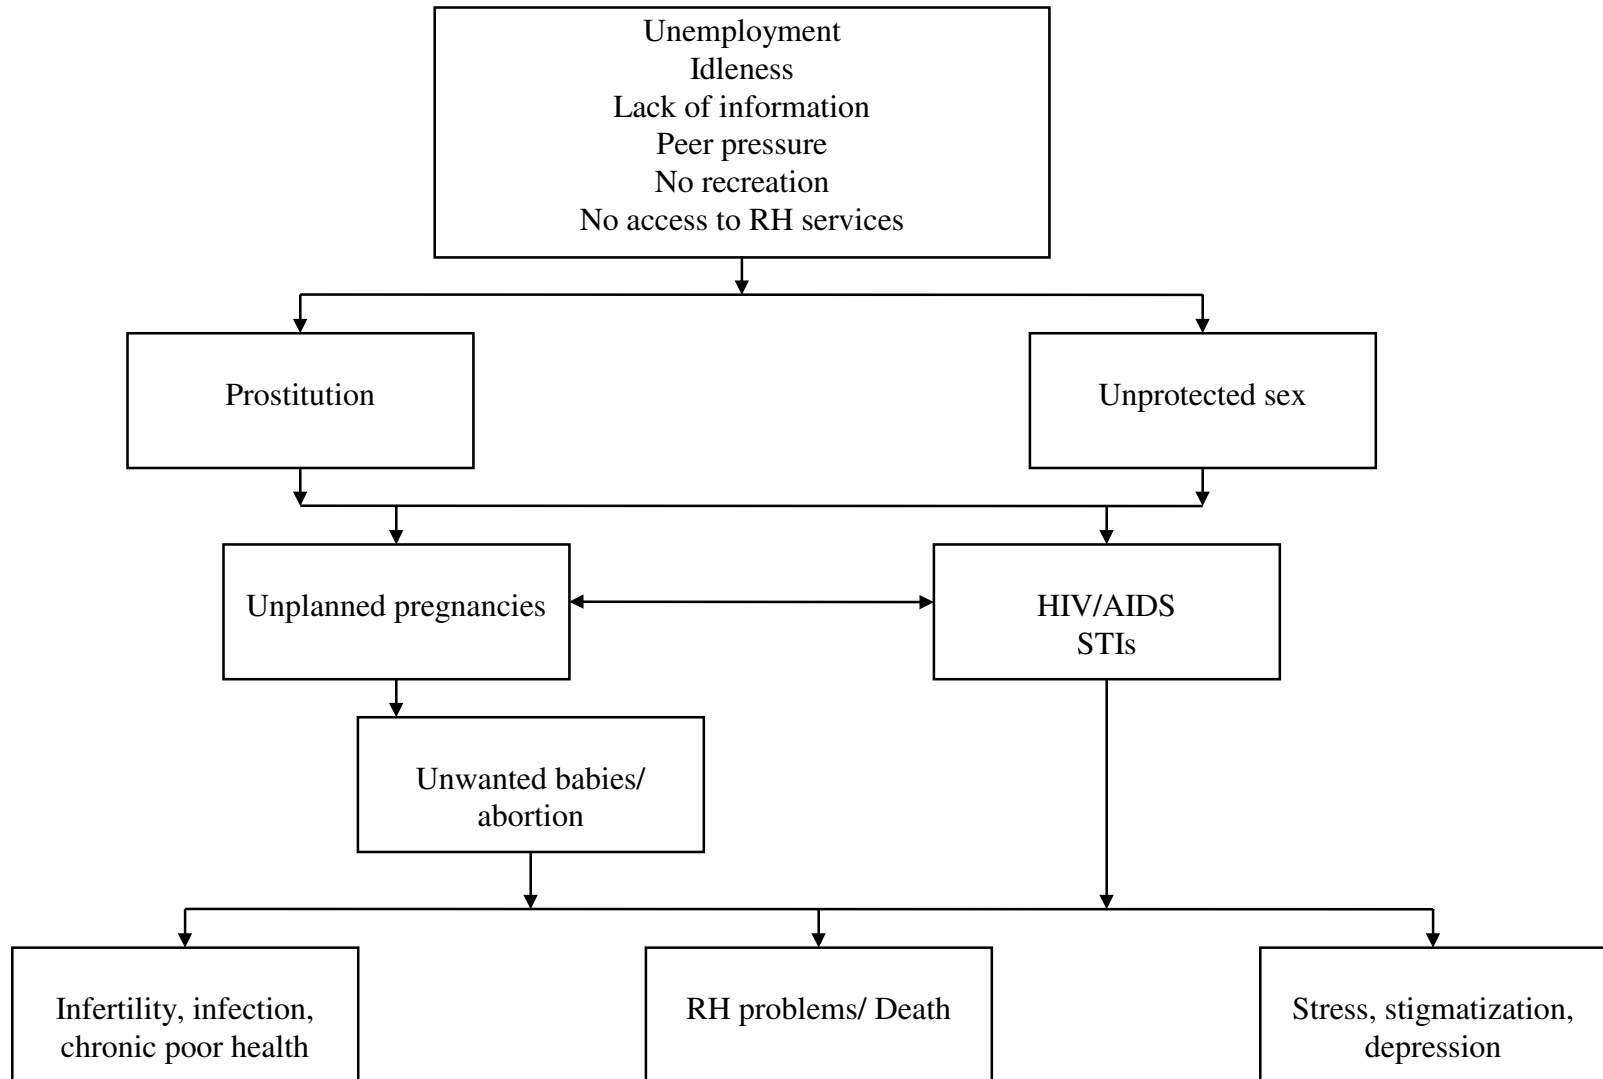 Unemployment
Idleness
Lack of information
Peer pressure
No recreation
No access to RH services
Prostitution
Unprotected sex
Unplanned pregnancies
HIV/AIDS
STIs
Unwanted babies/
abortion
Infertility, infection,
chronic poor health
RH problems/ Death
Stress, stigmatization,
depression